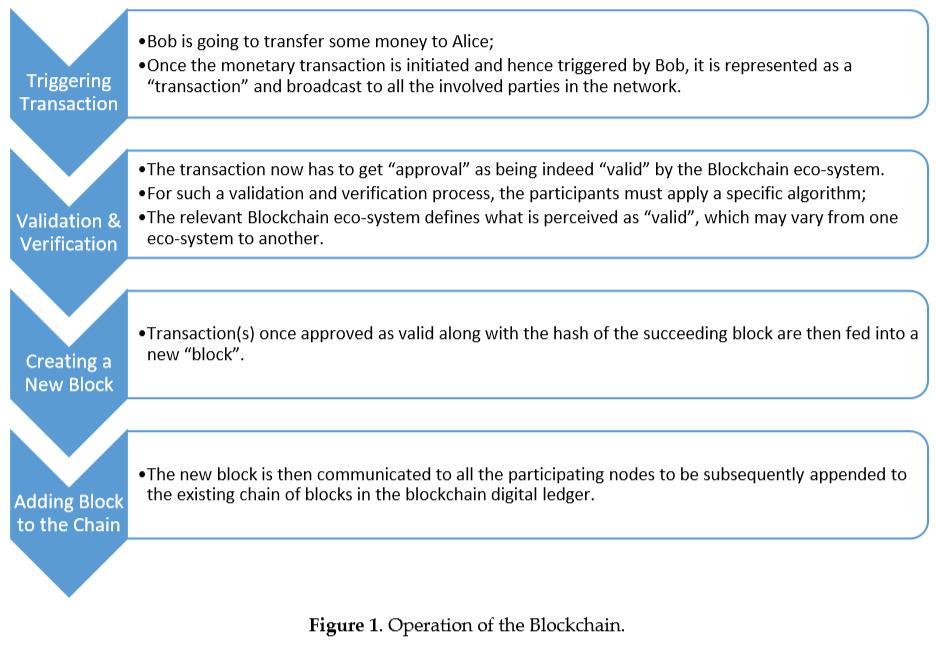 Triggering
Transaction
•Bob is going to transfer some money to Alice;
•Once the monetary transaction is initiated and hence triggered by Bob, it is represented as a
“transaction” and broadcast to all the involved parties in the network.
Validation &
Verification
•The transaction now has to get “approval” as being indeed “valid” by the Blockchain eco-system.
•For such a validation and verification process, the participants must apply a specific algorithm;
•The relevant Blockchain eco-system defines what is perceived as “valid”, which may vary from one
eco-system to another.
Creating a
New Block
•Transaction(s) once approved as valid along with the hash of the succeeding block are then fed into a
new “block”.
Adding Block
to the Chain
•The new block is then communicated to all the participating nodes to be subsequently appended to
the existing chain of blocks in the blockchain digital ledger.
Figure 1. Operation of the Blockchain.